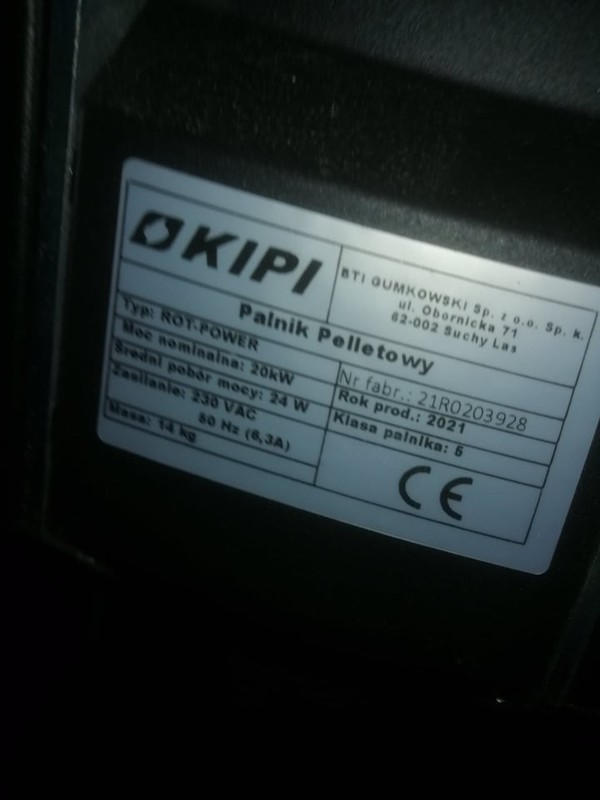 KIPI
BTI GUMKOWSKI Sp. z o.o. Sp. k.
ul. Obornicka 71
62-002 Suchy Las
Palnik Pelletowy
Typ: ROT-POWER
Moc nominalna: 20kW
Średni pobór mocy: 24 W
Zasilanie: 230 VAC
50 Hz (6,3A)
Masa: 14 kg
Nr fabr.: 21R0203928
Rok prod.: 2021
Klasa palnika: 5
CE